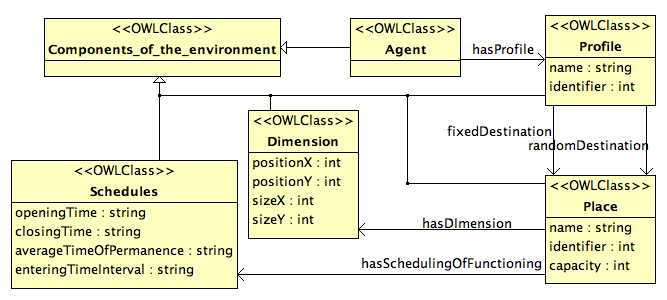 <<OWLClass>>
Components_of_the_environment
<<OWLClass>>
Agent
hasProfile
<<OWLClass>>
Profile
name : string
identifier : int
<<OWLClass>>
Dimension
positionX : int
positionY : int
sizeX : int
sizeY : int
fixedDestination
randomDestination
<<OWLClass>>
Schedules
openingTime : string
closingTime : string
averageTimeOfPermanence : string
enteringTimeInterval : string
<<OWLClass>>
Place
name : string
identifier : int
capacity : int
hasDImension
hasSchedulingOfFunctioning